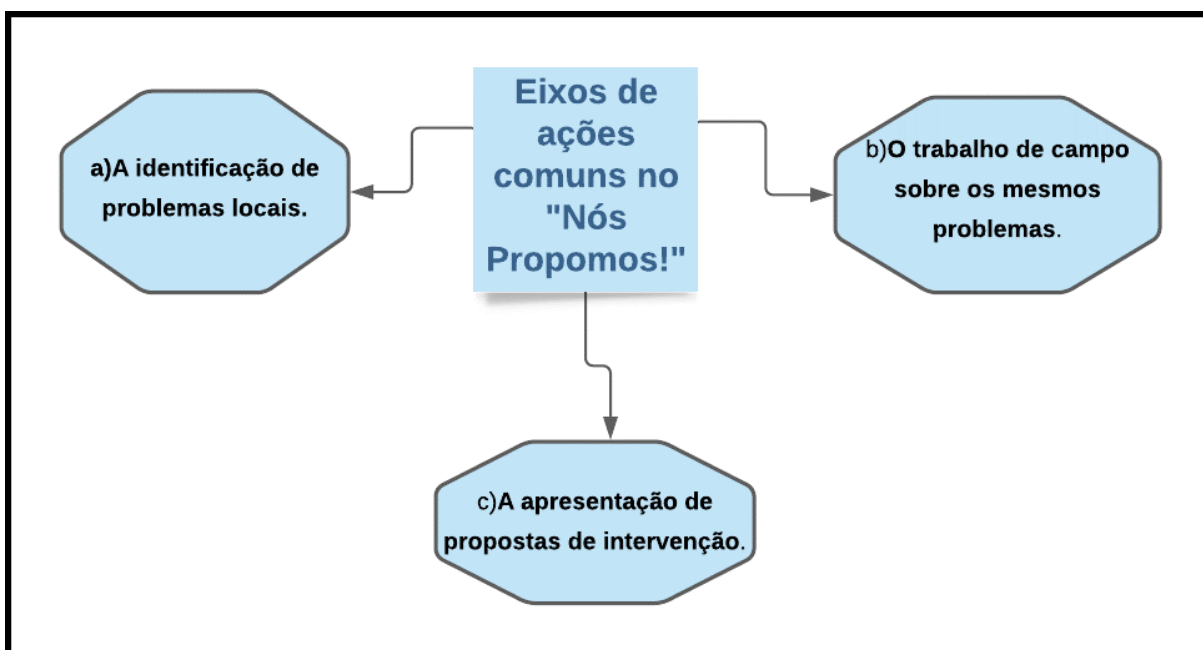 Eixos de
ações
comuns no
"Nós
Propomos!"
a)A identificação de
problemas locais.
b)O trabalho de campo
sobre os mesmos
problemas.
c)A apresentação de
propostas de intervenção.